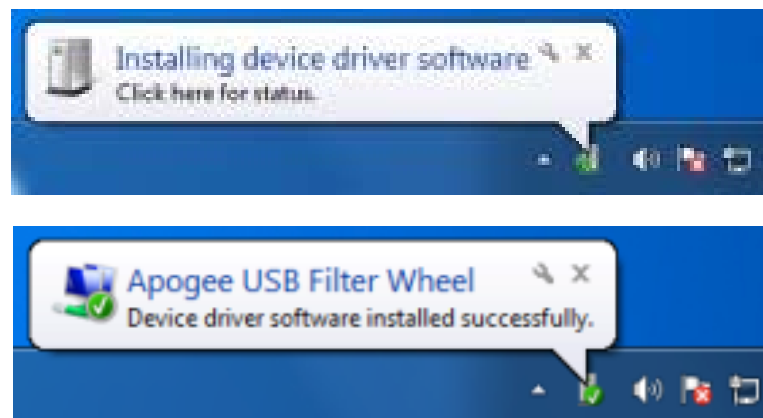 Installing device driver software
Click here for status.
Apogee USB Filter Wheel
Device driver software installed successfully.